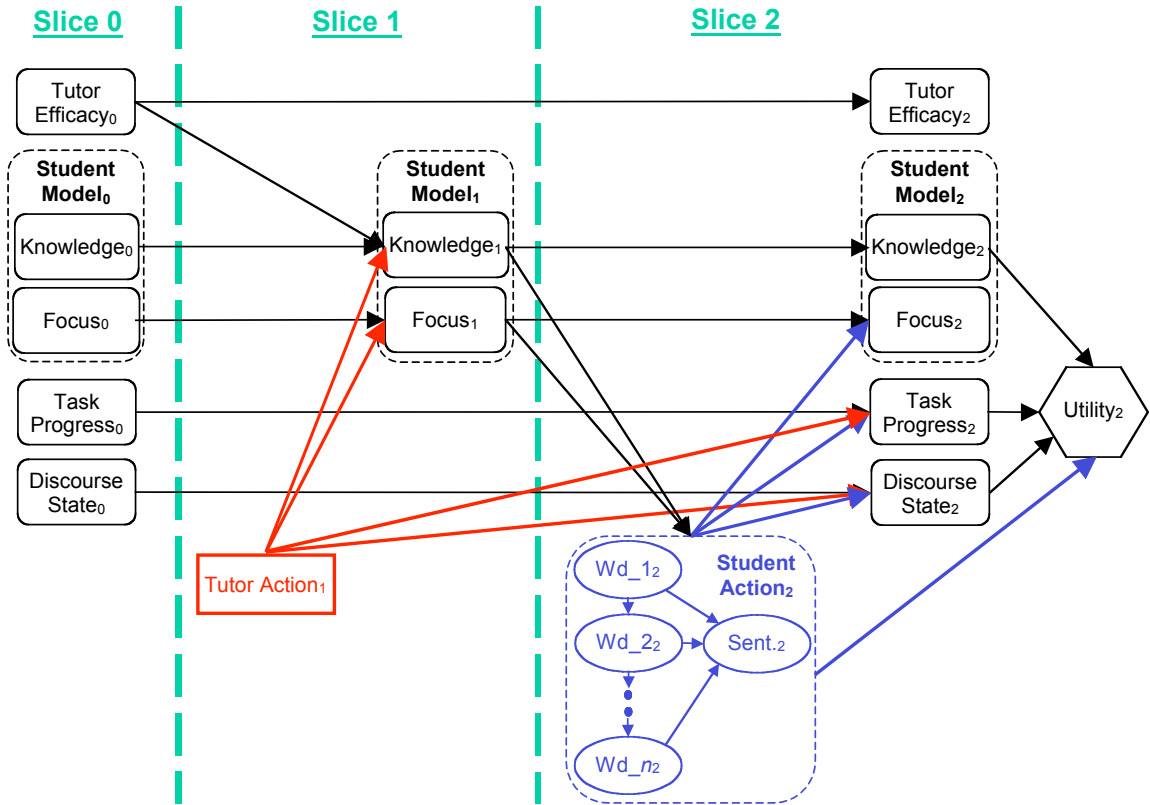 Slice 0
Slice 1
Slice 2
Tutor
Efficacy₀
Tutor
Efficacy₂
Student
Model₀
Student
Model₁
Student
Model₂
Knowledge₀
Knowledge₁
Knowledge₂
Focus₀
Focus₁
Focus₂
Task
Progress₀
Task
Progress₂
Utility₂
Discourse
State₀
Discourse
State₂
Tutor Action₁
Student
Action₂
Wd_1₂
Wd_2₂
Sent.₂
Wd_n₂